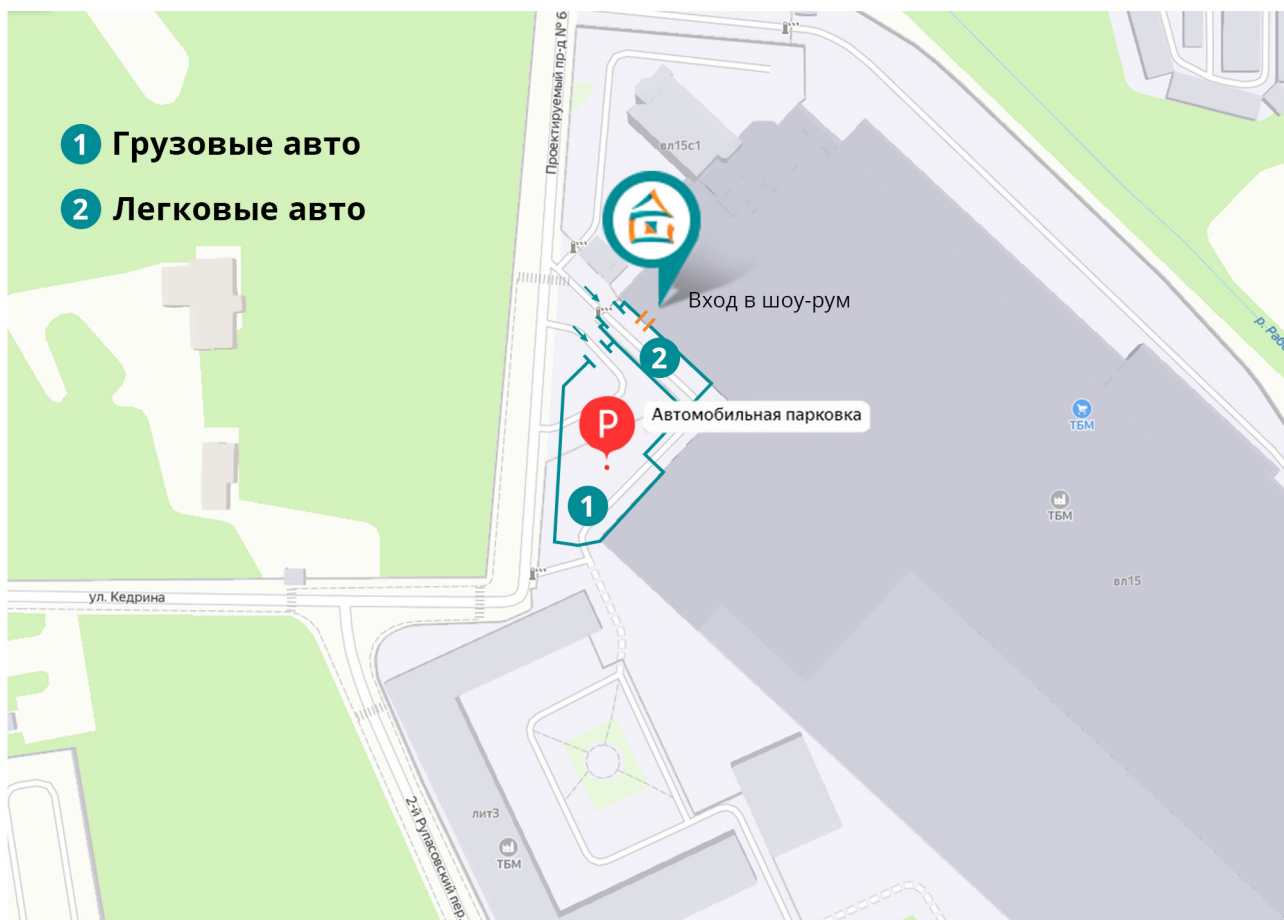 Проектируемый пр-д № 6
1 Грузовые авто
2 Легковые авто
вл15с1
Вход в шоу-рум
р. Раб
2
Автомобильная парковка
P
ТБМ
1
ТБМ
вл15
ул. Кедрина
2-й Рупасовский пер.
лит3
ТБМ